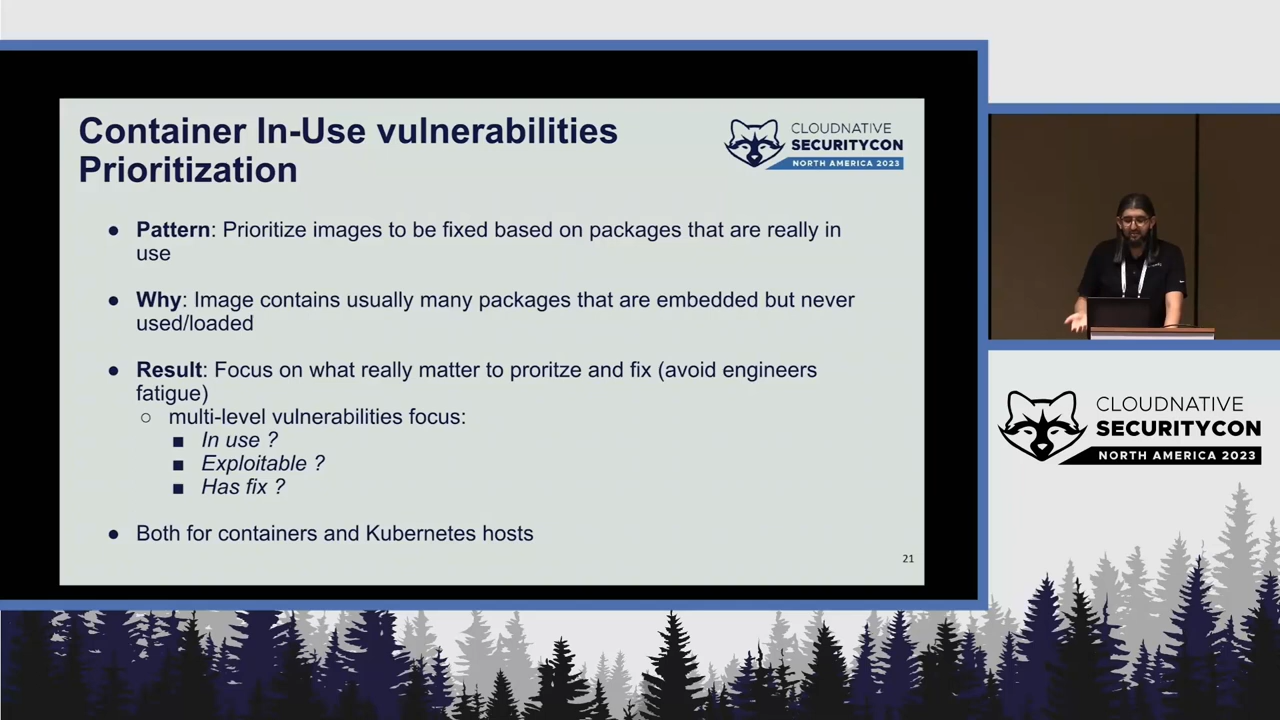 Container In-Use vulnerabilities
Prioritization
CLOUDNATIVE
SECURITYCON
NORTH AMERICA 2023
● Pattern: Prioritize images to be fixed based on packages that are really in
use
● Why: Image contains usually many packages that are embedded but never
used/loaded
● Result: Focus on what really matter to proritze and fix (avoid engineers
fatigue)
○ multi-level vulnerabilities focus:
■ In use ?
■ Exploitable ?
■ Has fix ?
● Both for containers and Kubernetes hosts
21
CLOUDNATIVE
SECURITYCON
NORTH AMERICA 2023